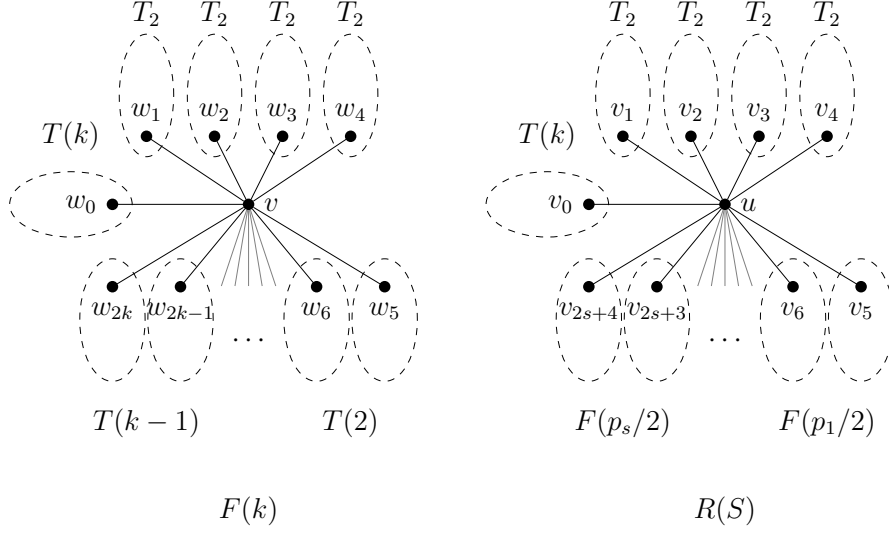 T_2 T_2 T_2 T_2 T_2 T_2 T_2 T_2
w_1 w_2 w_3 w_4 v_1 v_2 v_3 v_4
T(k) T(k)
w_0 v v_0 u
w_{2k} w_{2k−1} w_6 w_5 v_{2s+4} v_{2s+3} v_6 v_5
... ...
T(k − 1) T(2) F(p_s/2) F(p_1/2)
F(k) R(S)